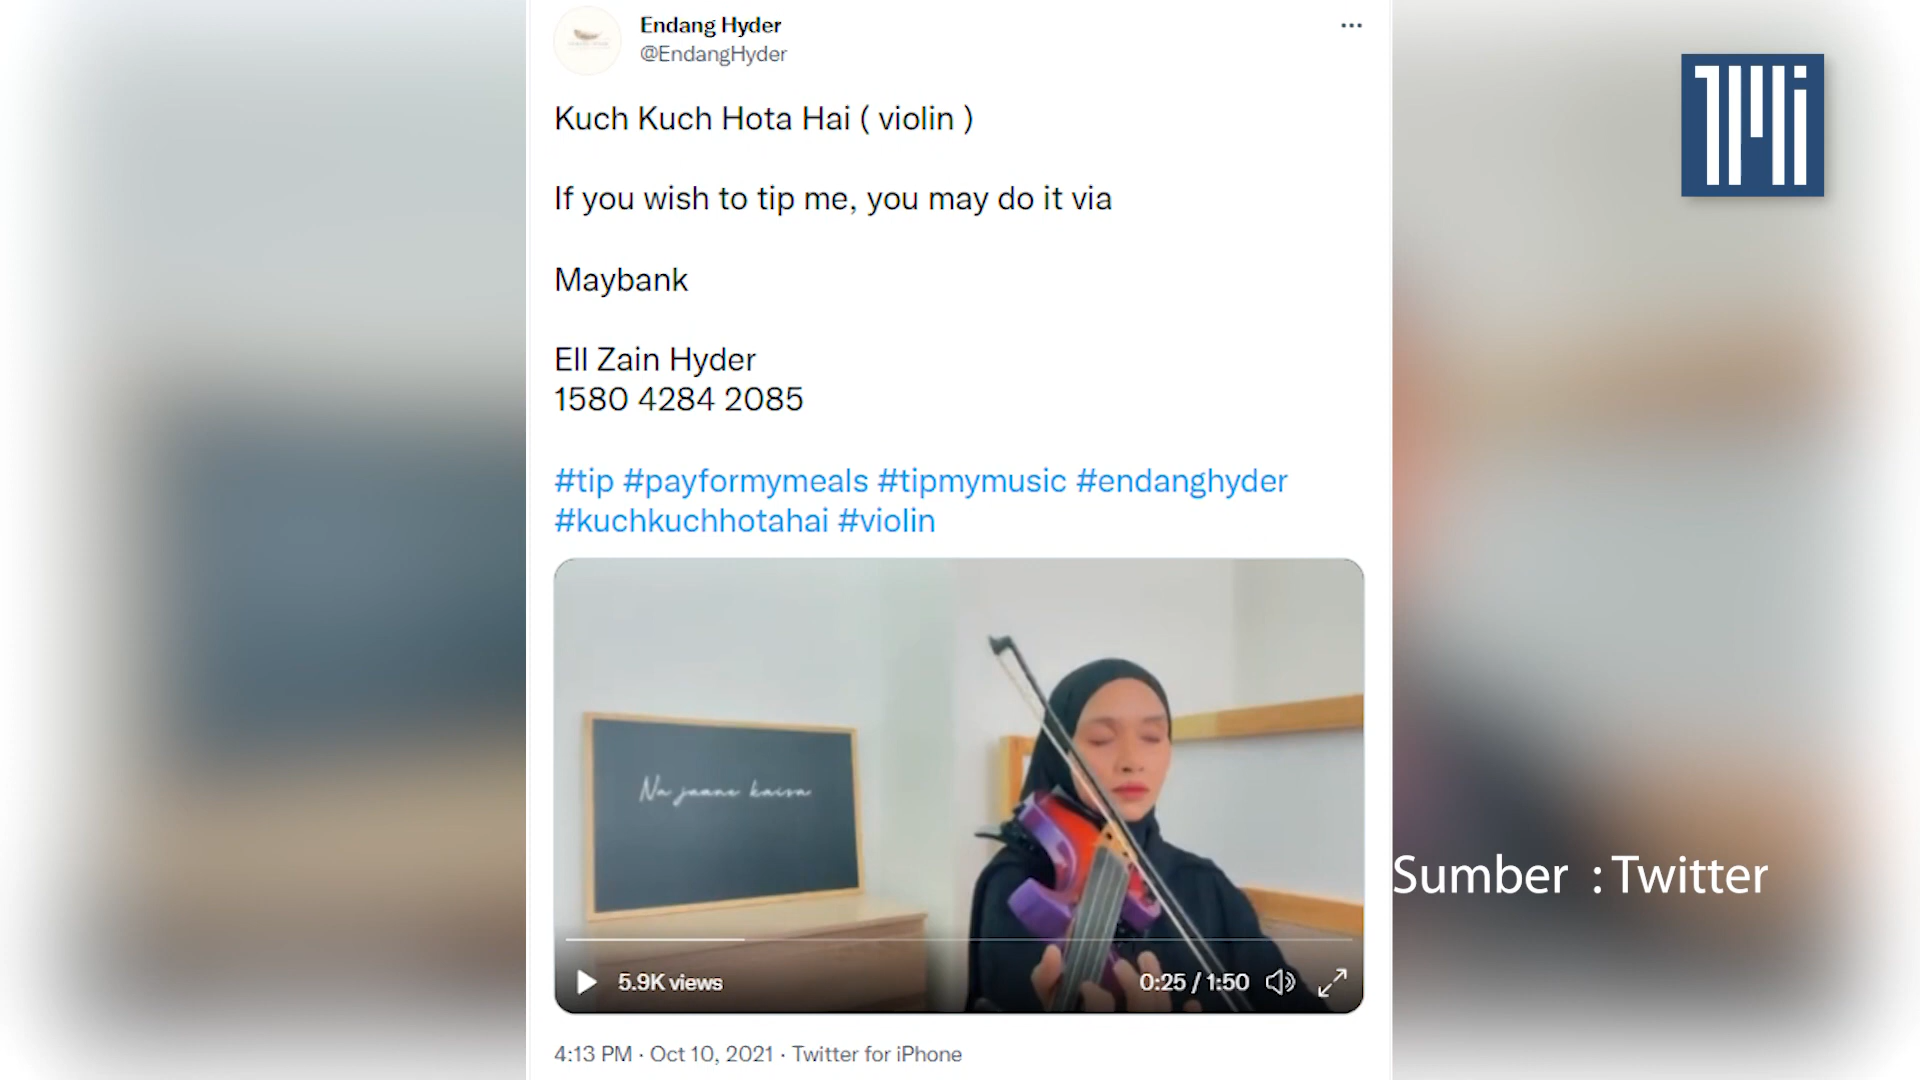 Endang Hyder
@EndangHyder
Kuch Kuch Hota Hai ( violin )
If you wish to tip me, you may do it via
Maybank
Ell Zain Hyder
1580 4284 2085
#tip #payformymeals #tipmymusic #endanghyder
#kuchkuchhotahai #violin
Na jaane kaisa
5.9K views
0:25 / 1:50
4:13 PM · Oct 10, 2021 · Twitter for iPhone
TMi
Sumber : Twitter